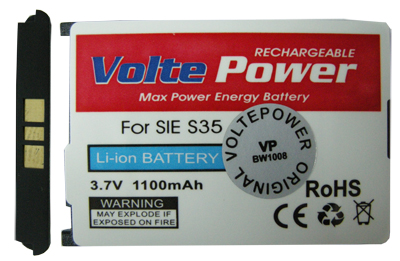 RECHARGEABLE
Volte Power
Max Power Energy Battery
For SIE S35
Li-ion BATTERY
3.7V 1100mAh
WARNING
MAY EXPLODE IF
EXPOSED ON FIRE
VOLTEPOWER
VP
BW1008
ORIGINAL
CE
RoHS